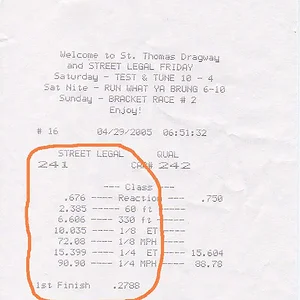 Welcome to St. Thomas Dragway
and STREET LEGAL FRIDAY
Saturday - TEST & TUNE 10 - 4
Sat Nite - RUN WHAT YA BRUNG 6-10
Sunday - BRACKET RACE # 2
Enjoy!
# 16 04/29/2005 06:51:32
STREET LEGAL QUAL
241 CAR# 242
--- Class ---
.676 ----- Reaction ----- .750
2.385 ----- 60 ft -----
6.606 ----- 330 ft -----
10.035 ----- 1/8 ET -----
72.08 ----- 1/8 MPH -----
15.399 ----- 1/4 ET ----- 15.604
90.90 ----- 1/4 MPH ----- 88.78
1st Finish .2788